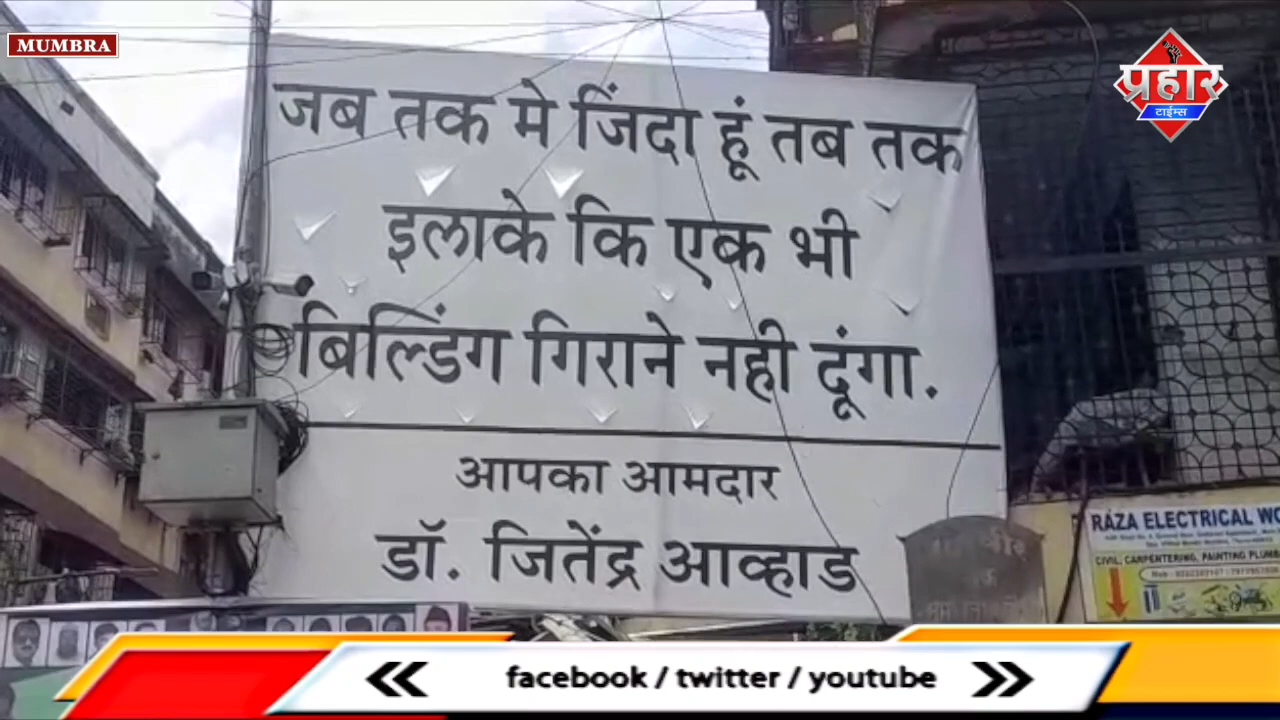 MUMBRA
प्रहार
टाईम्स
जब तक मे जिंदा हूं तब तक
इलाके कि एक भी
बिल्डिंग गिराने नही दूंगा.
आपका आमदार
डॉ. जितेंद्र आव्हाड
RAZA ELECTRICAL WO
CIVIL, CARPENTERING, PAINTING PLUMB
facebook / twitter / youtube